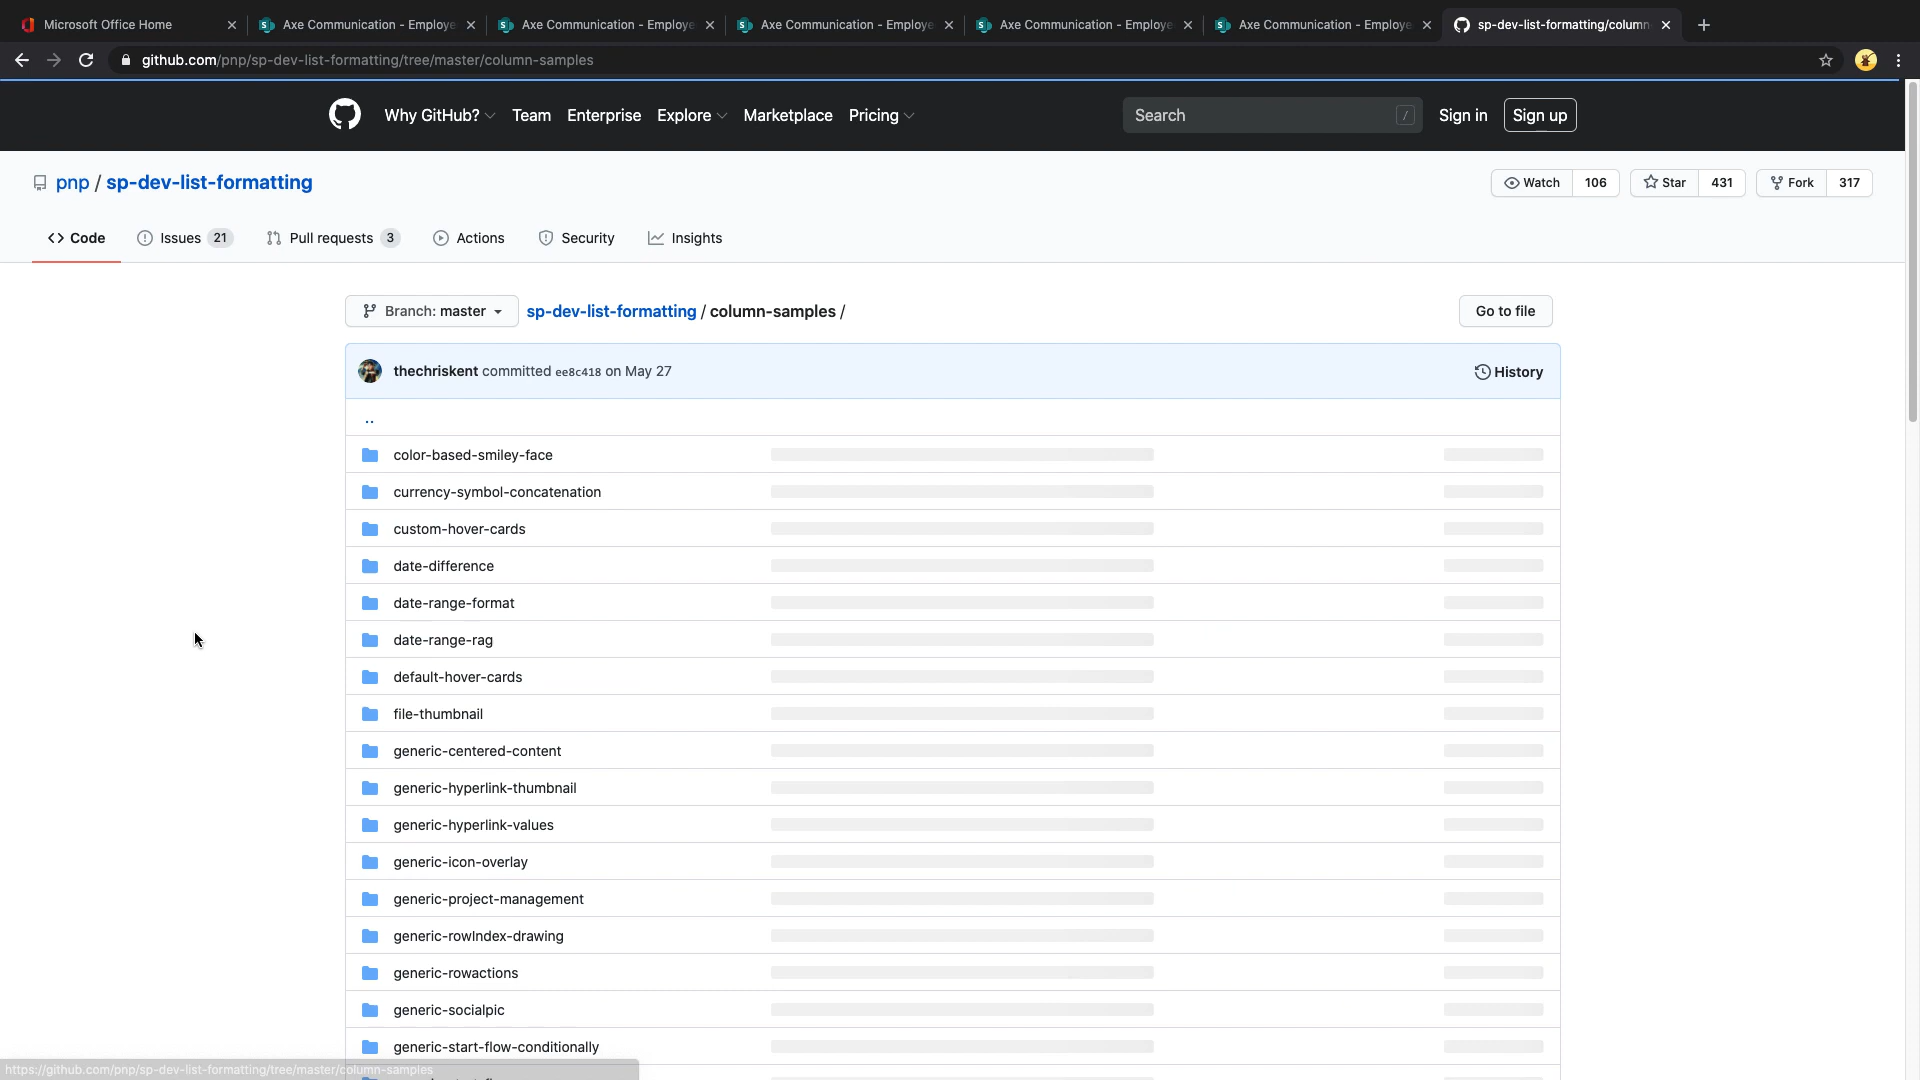 Microsoft Office Home
Axe Communication - Employe
Axe Communication - Employe
Axe Communication - Employe
Axe Communication - Employe
Axe Communication - Employe
sp-dev-list-formatting/column
github.com/pnp/sp-dev-list-formatting/tree/master/column-samples
Why GitHub? Team Enterprise Explore Marketplace Pricing Search / Sign in Sign up
pnp / sp-dev-list-formatting
Watch 106 Star 431 Fork 317
Code Issues 21 Pull requests 3 Actions Security Insights
Branch: master sp-dev-list-formatting / column-samples / Go to file
thechriskent committed ee8c418 on May 27 History
..
color-based-smiley-face
currency-symbol-concatenation
custom-hover-cards
date-difference
date-range-format
date-range-rag
default-hover-cards
file-thumbnail
generic-centered-content
generic-hyperlink-thumbnail
generic-hyperlink-values
generic-icon-overlay
generic-project-management
generic-rowIndex-drawing
generic-rowactions
generic-socialpic
generic-start-flow-conditionally
https://github.com/pnp/sp-dev-list-formatting/tree/master/column-samples